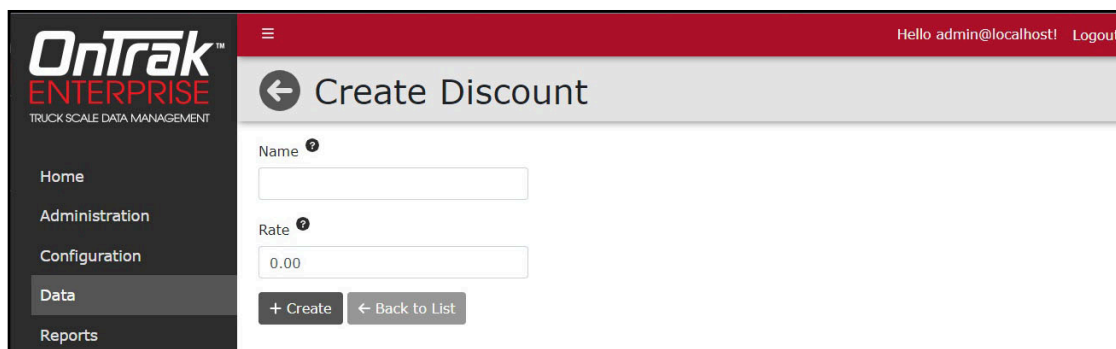 OnTrak™
ENTERPRISE
TRUCK SCALE DATA MANAGEMENT
Home
Administration
Configuration
Data
Reports
Hello admin@localhost! Logout
Create Discount
Name ?
Rate ?
0.00
+ Create ← Back to List